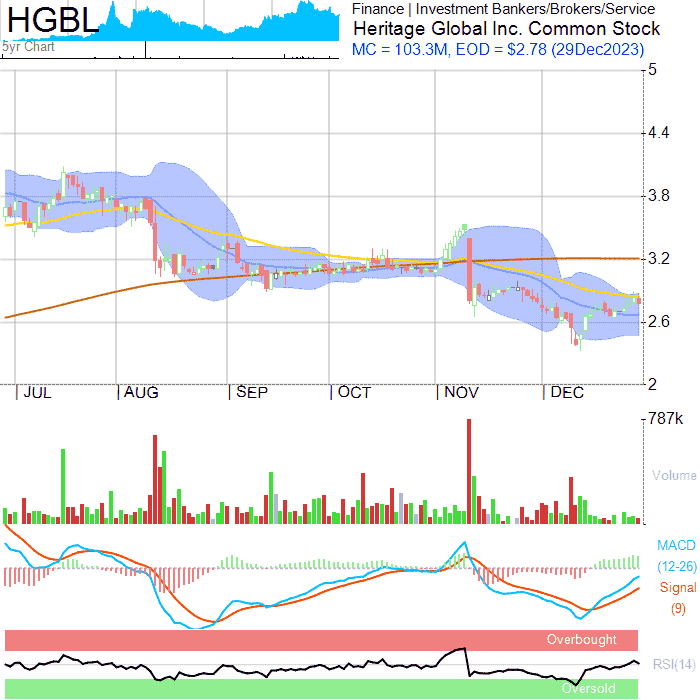 HGBL
5yr Chart
Finance | Investment Bankers/Brokers/Service
Heritage Global Inc. Common Stock
MC = 103.3M, EOD = $2.78 (29Dec2023)
5
4.4
3.8
3.2
2.6
2
| JUL | AUG | SEP | OCT | NOV | DEC
787k
Volume
MACD
(12-26)
Signal
(9)
Overbought
RSI(14)
Oversold